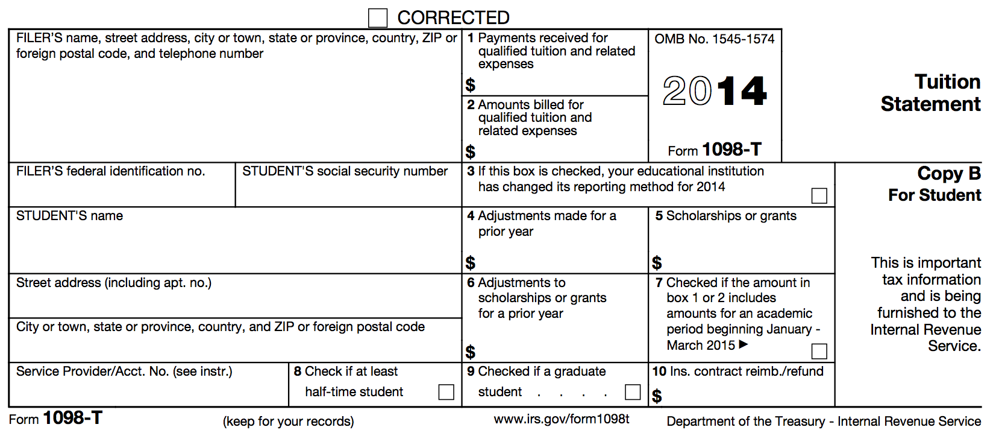 CORRECTED
FILER'S name, street address, city or town, state or province, country, ZIP or
foreign postal code, and telephone number
1 Payments received for
qualified tuition and related
expenses
$
2 Amounts billed for
qualified tuition and
related expenses
$
OMB No. 1545-1574
2014
Form 1098-T
Tuition
Statement
FILER'S federal identification no.
STUDENT'S social security number
3 If this box is checked, your educational institution
has changed its reporting method for 2014
Copy B
For Student
STUDENT'S name
4 Adjustments made for a
prior year
$
5 Scholarships or grants
$
This is important
tax information
and is being
furnished to the
Internal Revenue
Service.
Street address (including apt. no.)
City or town, state or province, country, and ZIP or foreign postal code
6 Adjustments to
scholarships or grants
for a prior year
$
7 Checked if the amount in
box 1 or 2 includes
amounts for an academic
period beginning January -
March 2015 ▶
Service Provider/Acct. No. (see instr.)
8 Check if at least
half-time student
9 Checked if a graduate
student . . . .
10 Ins. contract reimb./refund
$
Form 1098-T
(keep for your records)
www.irs.gov/form1098t
Department of the Treasury - Internal Revenue Service